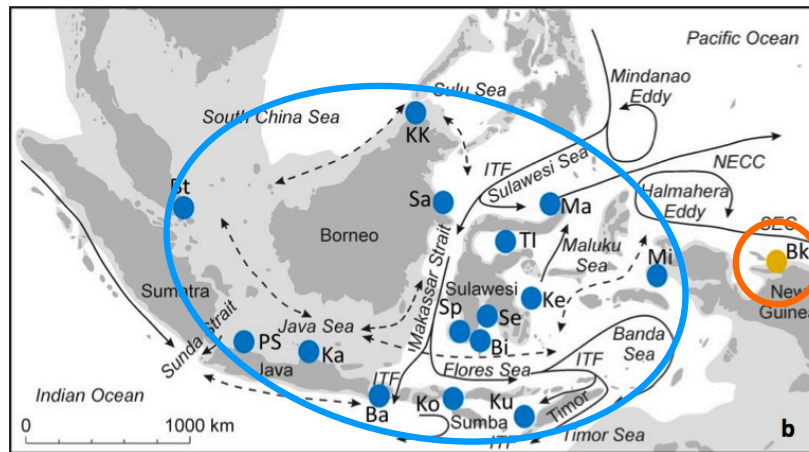 Pacific Ocean
Mindanao
Eddy
Sulu Sea
South China Sea
KK
ITF
Sulawesi Sea
NECC
Halmahera
Eddy
SEC
Bt
Sa
Ma
Bk
Borneo
Makassar Strait
TI
Maluku
Sea
Mi
New
Guinea
Sumatra
Sulawesi
Ke
Sp
Se
Bi
Banda
Sea
Sunda Strait
Java Sea
PS
Ka
Java
ITF
Flores Sea
ITF
Indian Ocean
Ba
Ko
Ku
Timor
Sumba
ITF
Timor Sea
0
1000 km
b